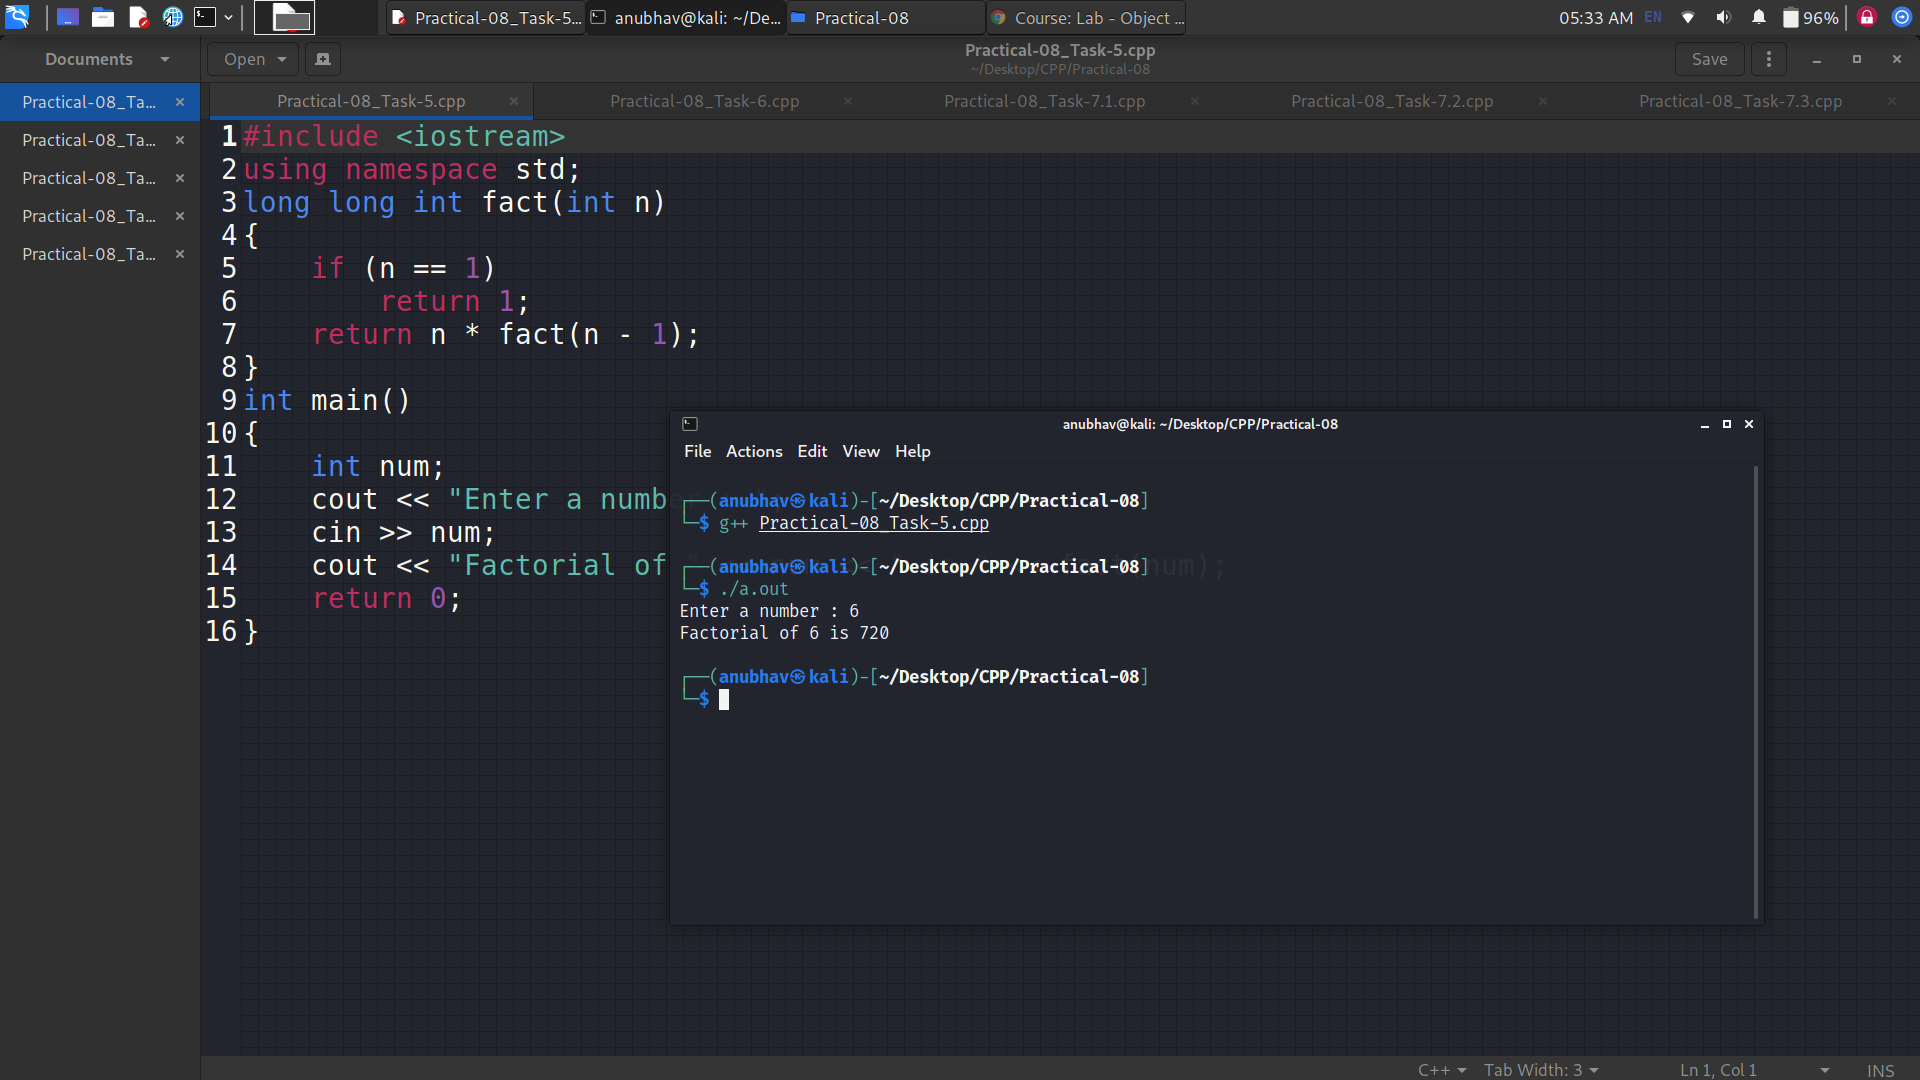 Practical-08_Task-5...
anubhav@kali: ~/De...
Practical-08
Course: Lab - Object ...
05:33 AM
EN
96%
Documents
Open
Practical-08_Task-5.cpp
~/Desktop/CPP/Practical-08
Save
Practical-08_Ta...
Practical-08_Ta...
Practical-08_Ta...
Practical-08_Ta...
Practical-08_Ta...
Practical-08_Task-5.cpp
Practical-08_Task-6.cpp
Practical-08_Task-7.1.cpp
Practical-08_Task-7.2.cpp
Practical-08_Task-7.3.cpp
1 #include <iostream>
2 using namespace std;
3 long long int fact(int n)
4 {
5     if (n == 1)
6         return 1;
7     return n * fact(n - 1);
8 }
9 int main()
10 {
11     int num;
12     cout << "Enter a numb
13     cin >> num;
14     cout << "Factorial of num);
15     return 0;
16 }
anubhav@kali: ~/Desktop/CPP/Practical-08
File Actions Edit View Help
┌──(anubhav㉿kali)-[~/Desktop/CPP/Practical-08]
└─$ g++ Practical-08_Task-5.cpp
┌──(anubhav㉿kali)-[~/Desktop/CPP/Practical-08]
└─$ ./a.out
Enter a number : 6
Factorial of 6 is 720
┌──(anubhav㉿kali)-[~/Desktop/CPP/Practical-08]
└─$
C++
Tab Width: 3
Ln 1, Col 1
INS